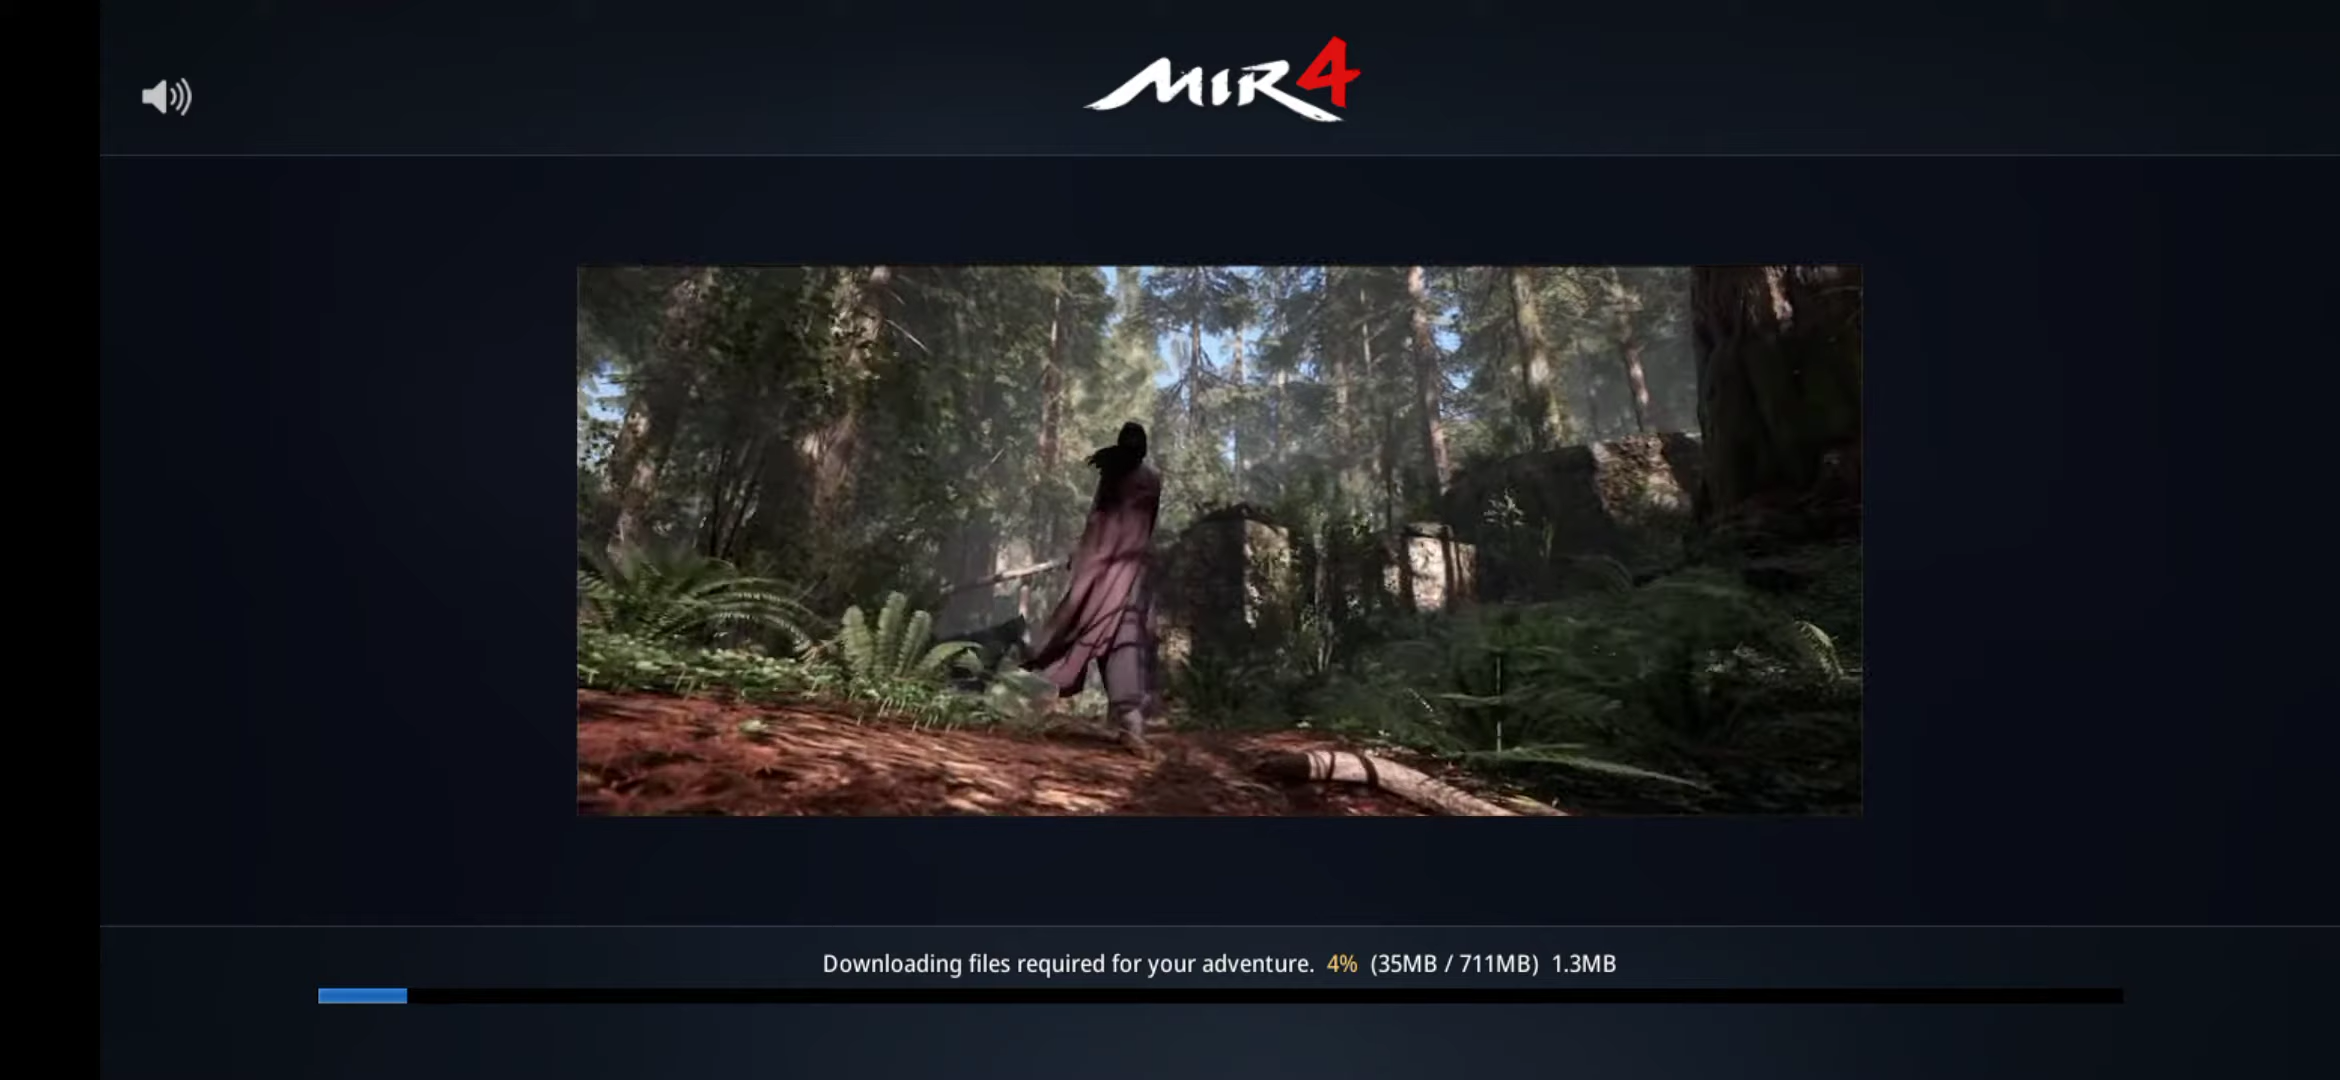 MIR4
Downloading files required for your adventure. 4% (35MB / 711MB) 1.3MB